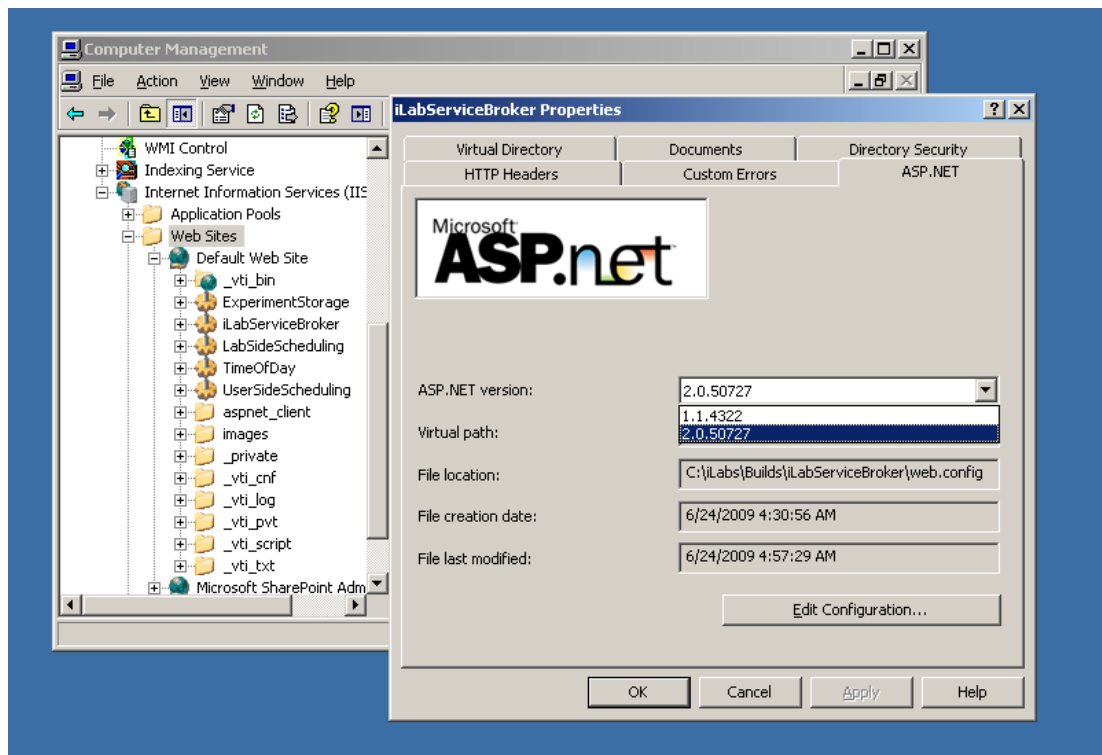 Computer Management
File Action View Window Help
WMI Control
Indexing Service
Internet Information Services (IIS
Application Pools
Web Sites
Default Web Site
_vti_bin
ExperimentStorage
iLabServiceBroker
LabSideScheduling
TimeOfDay
UserSideScheduling
aspnet_client
images
_private
_vti_cnf
_vti_log
_vti_pvt
_vti_script
_vti_txt
Microsoft SharePoint Adm
iLabServiceBroker Properties
Virtual Directory Documents Directory Security
HTTP Headers Custom Errors ASP.NET
Microsoft
ASP.net
ASP.NET version: 2.0.50727
1.1.4322
2.0.50727
Virtual path:
File location: C:\iLabs\Builds\iLabServiceBroker\web.config
File creation date: 6/24/2009 4:30:56 AM
File last modified: 6/24/2009 4:57:29 AM
Edit Configuration...
OK Cancel Apply Help